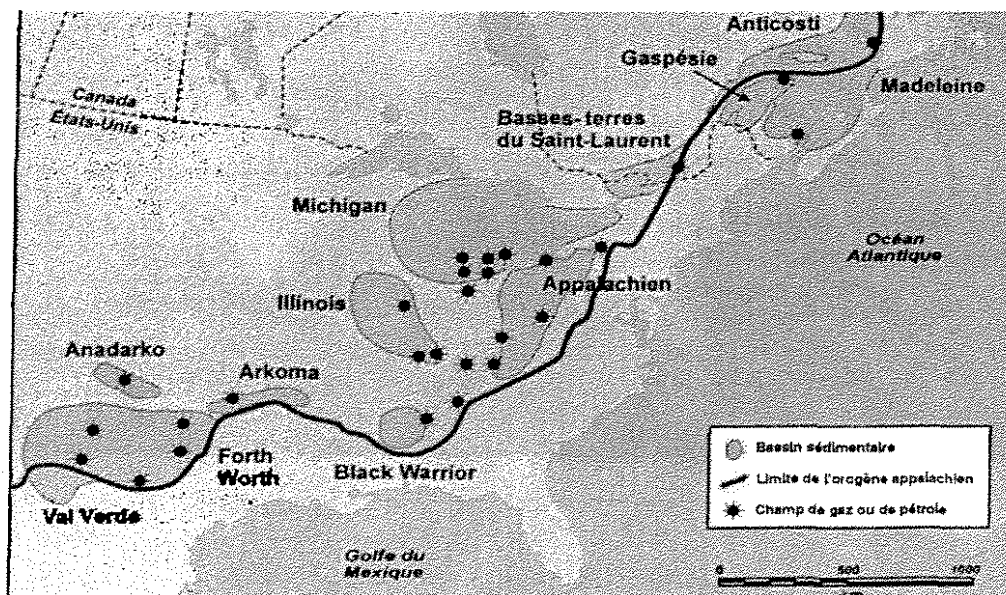 Anticosti
Gaspésie
Madeleine
Canada
États-Unis
Basses-terres
du Saint-Laurent
Michigan
Océan
Atlantique
Appalachien
Illinois
Anadarko
Arkoma
Forth
Worth
Black Warrior
Val Verde
Golfe du
Mexique
Bassin sédimentaire
Limite de l'orogène appalachien
Champ de gaz ou de pétrole
0 500 1000